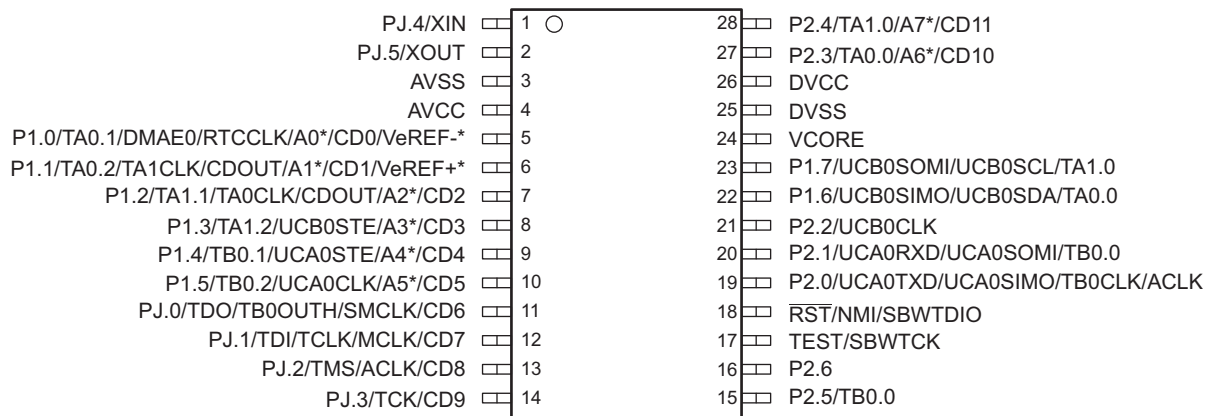 PJ.4/XIN 1 28 P2.4/TA1.0/A7*/CD11
PJ.5/XOUT 2 27 P2.3/TA0.0/A6*/CD10
AVSS 3 26 DVCC
AVCC 4 25 DVSS
P1.0/TA0.1/DMAE0/RTCCLK/A0*/CD0/VeREF-* 5 24 VCORE
P1.1/TA0.2/TA1CLK/CDOUT/A1*/CD1/VeREF+* 6 23 P1.7/UCB0SOMI/UCB0SCL/TA1.0
P1.2/TA1.1/TA0CLK/CDOUT/A2*/CD2 7 22 P1.6/UCB0SIMO/UCB0SDA/TA0.0
P1.3/TA1.2/UCB0STE/A3*/CD3 8 21 P2.2/UCB0CLK
P1.4/TB0.1/UCA0STE/A4*/CD4 9 20 P2.1/UCA0RXD/UCA0SOMI/TB0.0
P1.5/TB0.2/UCA0CLK/A5*/CD5 10 19 P2.0/UCA0TXD/UCA0SIMO/TB0CLK/ACLK
PJ.0/TDO/TB0OUTH/SMCLK/CD6 11 18 RST/NMI/SBWTDIO
PJ.1/TDI/TCLK/MCLK/CD7 12 17 TEST/SBWTCK
PJ.2/TMS/ACLK/CD8 13 16 P2.6
PJ.3/TCK/CD9 14 15 P2.5/TB0.0